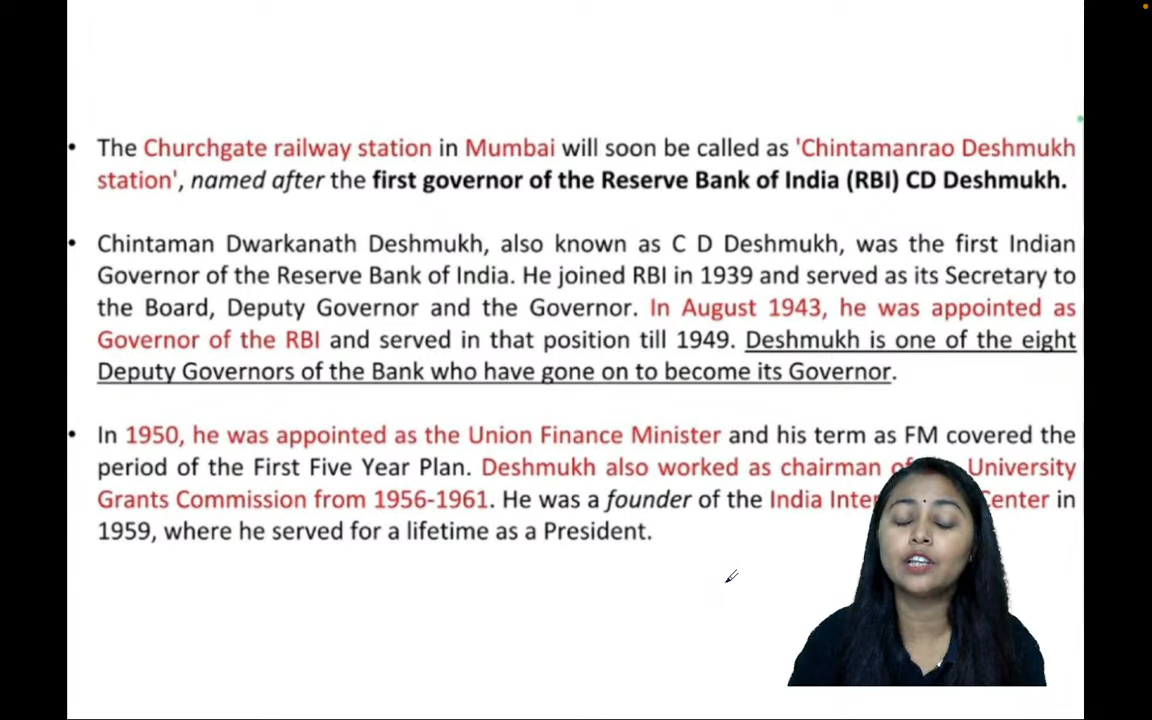 • The Churchgate railway station in Mumbai will soon be called as 'Chintamanrao Deshmukh
station', named after the first governor of the Reserve Bank of India (RBI) CD Deshmukh.
• Chintaman Dwarkanath Deshmukh, also known as C D Deshmukh, was the first Indian
Governor of the Reserve Bank of India. He joined RBI in 1939 and served as its Secretary to
the Board, Deputy Governor and the Governor. In August 1943, he was appointed as
Governor of the RBI and served in that position till 1949. Deshmukh is one of the eight
Deputy Governors of the Bank who have gone on to become its Governor.
• In 1950, he was appointed as the Union Finance Minister and his term as FM covered the
period of the First Five Year Plan. Deshmukh also worked as chairman University
Grants Commission from 1956-1961. He was a founder of the India Center in
1959, where he served for a lifetime as a President.